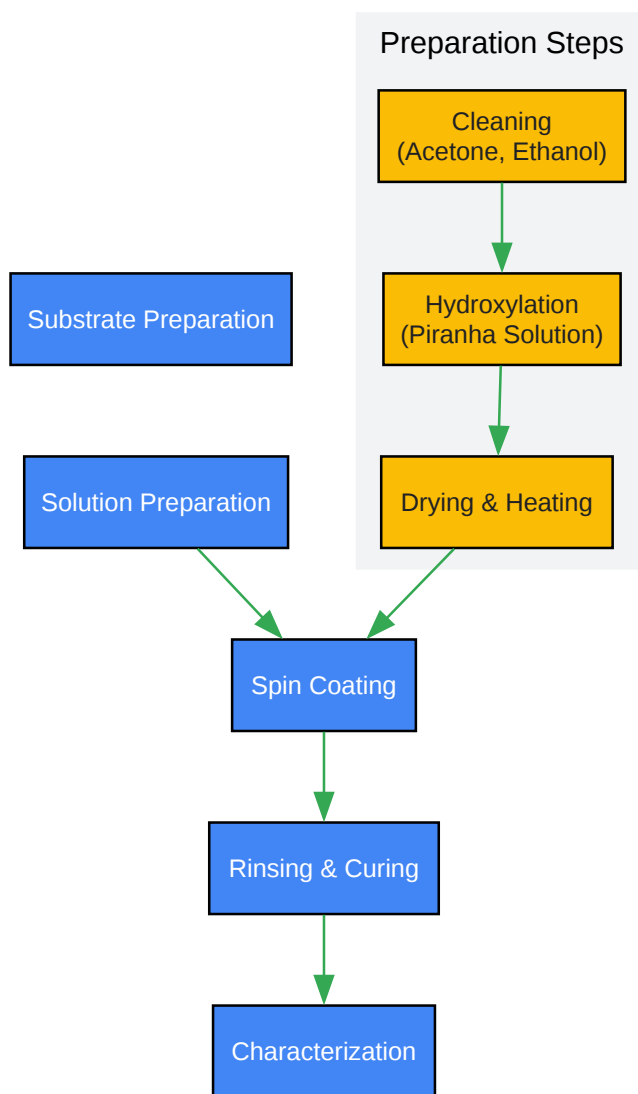 Preparation Steps
Cleaning
(Acetone, Ethanol)
Substrate Preparation
Hydroxylation
(Piranha Solution)
Solution Preparation
Drying & Heating
Spin Coating
Rinsing & Curing
Characterization